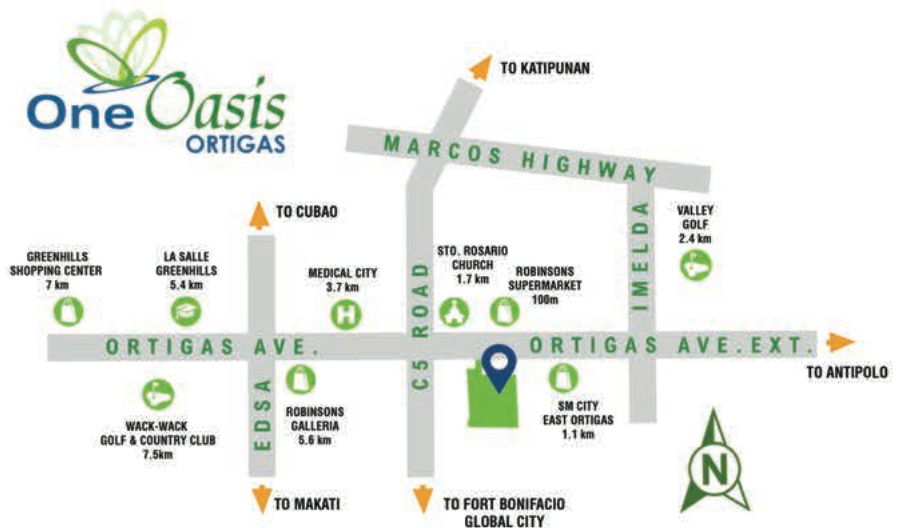 One Oasis
ORTIGAS
TO KATIPUNAN
MARCOS HIGHWAY
TO CUBAO
VALLEY
GOLF
2.4 km
GREENHILLS
SHOPPING CENTER
7 km
LA SALLE
GREENHILLS
5.4 km
MEDICAL CITY
3.7 km
H
C5 ROAD
STO. ROSARIO
CHURCH
1.7 km
ROBINSONS
SUPERMARKET
100m
IMELDA
ORTIGAS AVE.
ORTIGAS AVE.EXT.
TO ANTIPOLO
WACK-WACK
GOLF & COUNTRY CLUB
7.5km
EDSA
ROBINSONS
GALLERIA
5.6 km
SM CITY
EAST ORTIGAS
1.1 km
N
TO MAKATI
TO FORT BONIFACIO
GLOBAL CITY